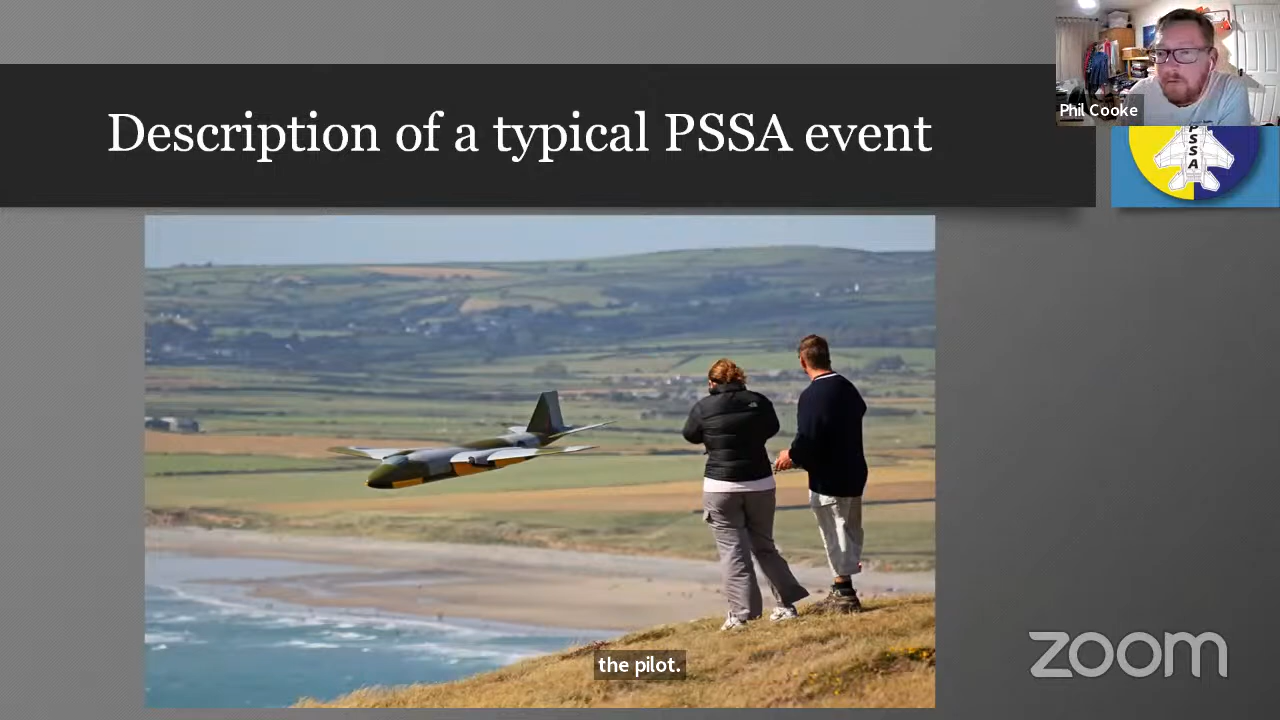 Description of a typical PSSA event
Phil Cooke
PSSA
the pilot.
zoom